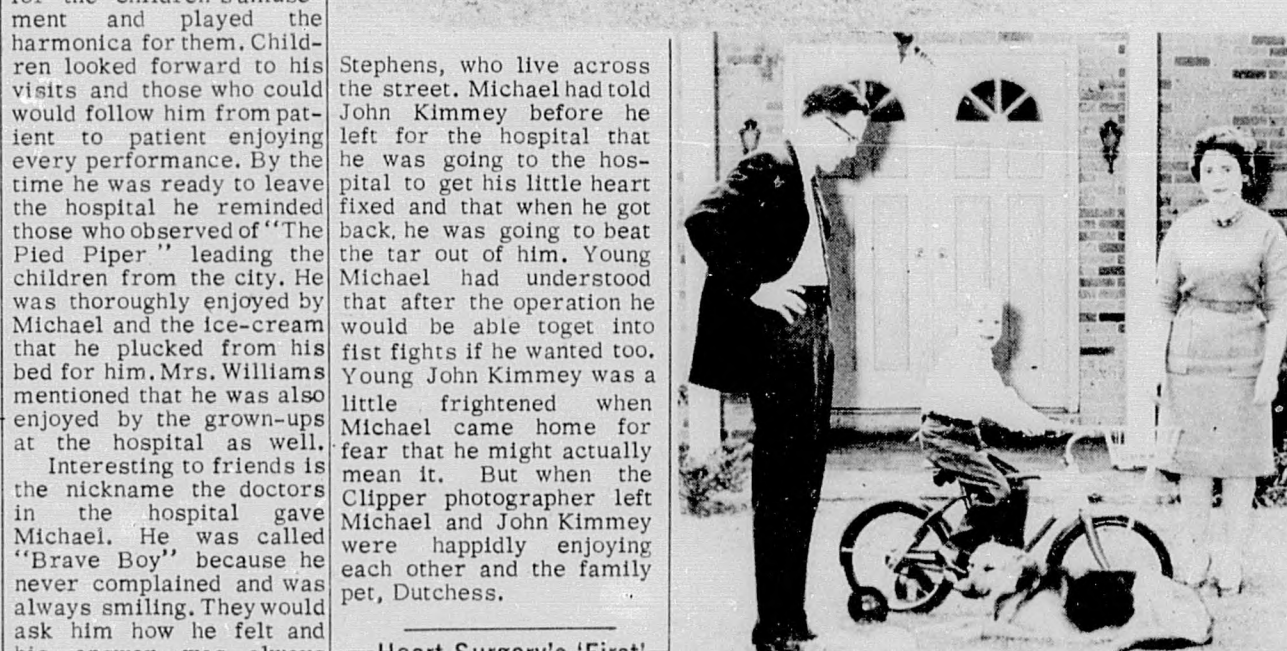 for the children's amuse-
ment and played the
harmonica for them. Child-
ren looked forward to his
visits and those who could
would follow him from pat-
ient to patient enjoying
every performance. By the
time he was ready to leave
the hospital he reminded
those who observed of "The
Pied Piper " leading the
children from the city. He
was thoroughly enjoyed by
Michael and the ice-cream
that he plucked from his
bed for him. Mrs. Williams
mentioned that he was also
enjoyed by the grown-ups
at the hospital as well.
Interesting to friends is
the nickname the doctors
in the hospital gave
Michael. He was called
"Brave Boy" because he
never complained and was
always smiling. They would
ask him how he felt and
his answer was always
Stephens, who live across
the street. Michael had told
John Kimmey before he
left for the hospital that
he was going to the hos-
pital to get his little heart
fixed and that when he got
back, he was going to beat
the tar out of him. Young
Michael had understood
that after the operation he
would be able toget into
fist fights if he wanted too.
Young John Kimmey was a
little frightened when
Michael came home for
fear that he might actually
mean it. But when the
Clipper photographer left
Michael and John Kimmey
were happidly enjoying
each other and the family
pet, Dutchess.
Heart Surgery's 'First'